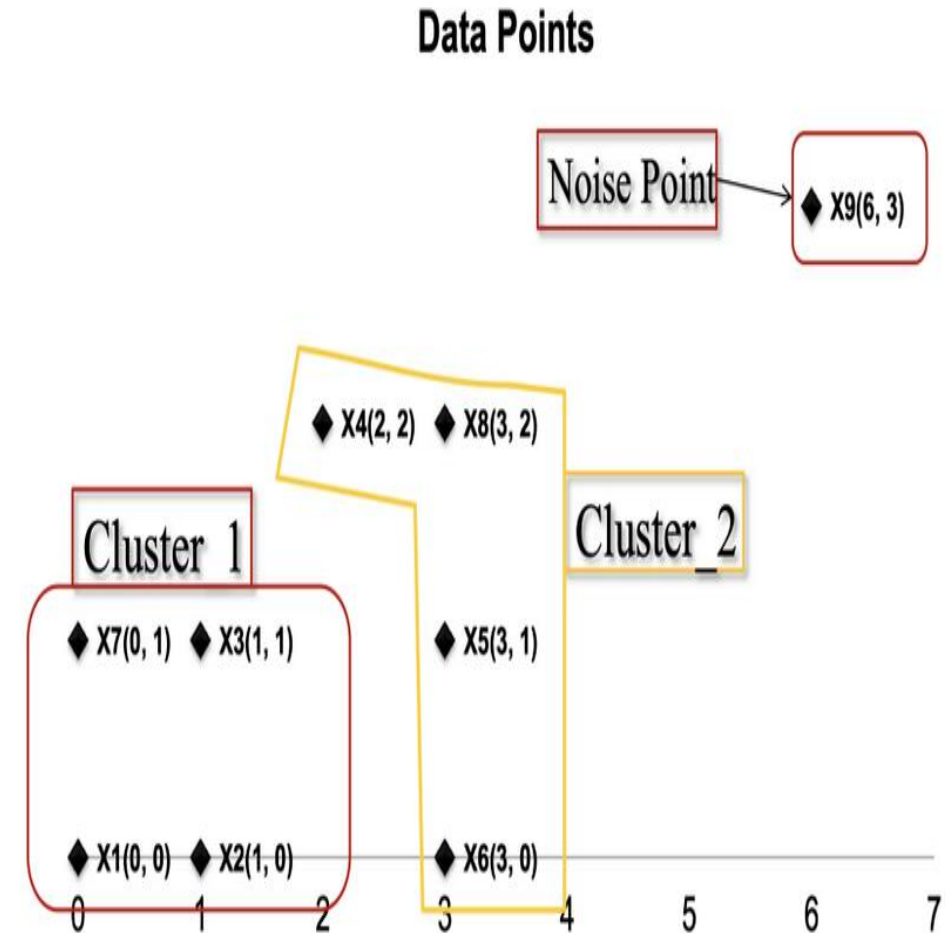 Data Points
Noise Point
X9(6, 3)
X4(2, 2) X8(3, 2)
Cluster_1
Cluster_2
X7(0, 1) X3(1, 1) X5(3, 1)
X1(0, 0) X2(1, 0) X6(3, 0)
0 1 2 3 4 5 6 7